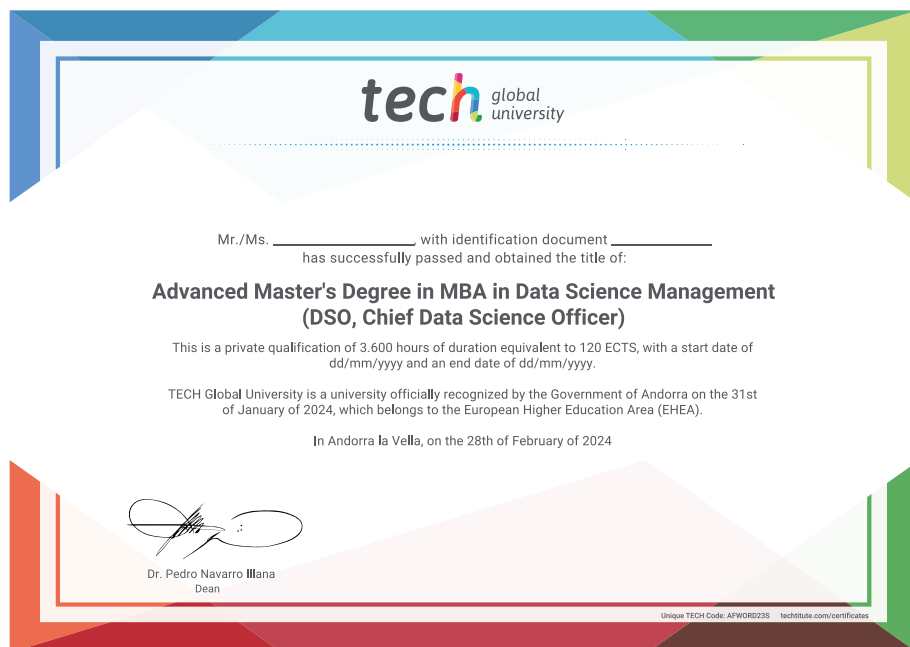 tech global
university
Mr./Ms. ________________, with identification document ____________
has successfully passed and obtained the title of:
Advanced Master's Degree in MBA in Data Science Management
(DSO, Chief Data Science Officer)
This is a private qualification of 3.600 hours of duration equivalent to 120 ECTS, with a start date of
dd/mm/yyyy and an end date of dd/mm/yyyy.
TECH Global University is a university officially recognized by the Government of Andorra on the 31st
of January of 2024, which belongs to the European Higher Education Area (EHEA).
In Andorra la Vella, on the 28th of February of 2024
Dr. Pedro Navarro Illana
Dean
Unique TECH Code: AFWORD23S techtitute.com/certificates